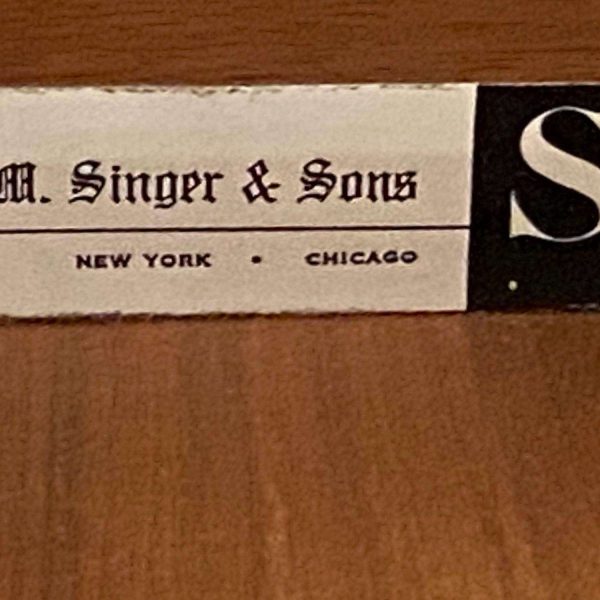 M. Singer & Sons
NEW YORK • CHICAGO
S